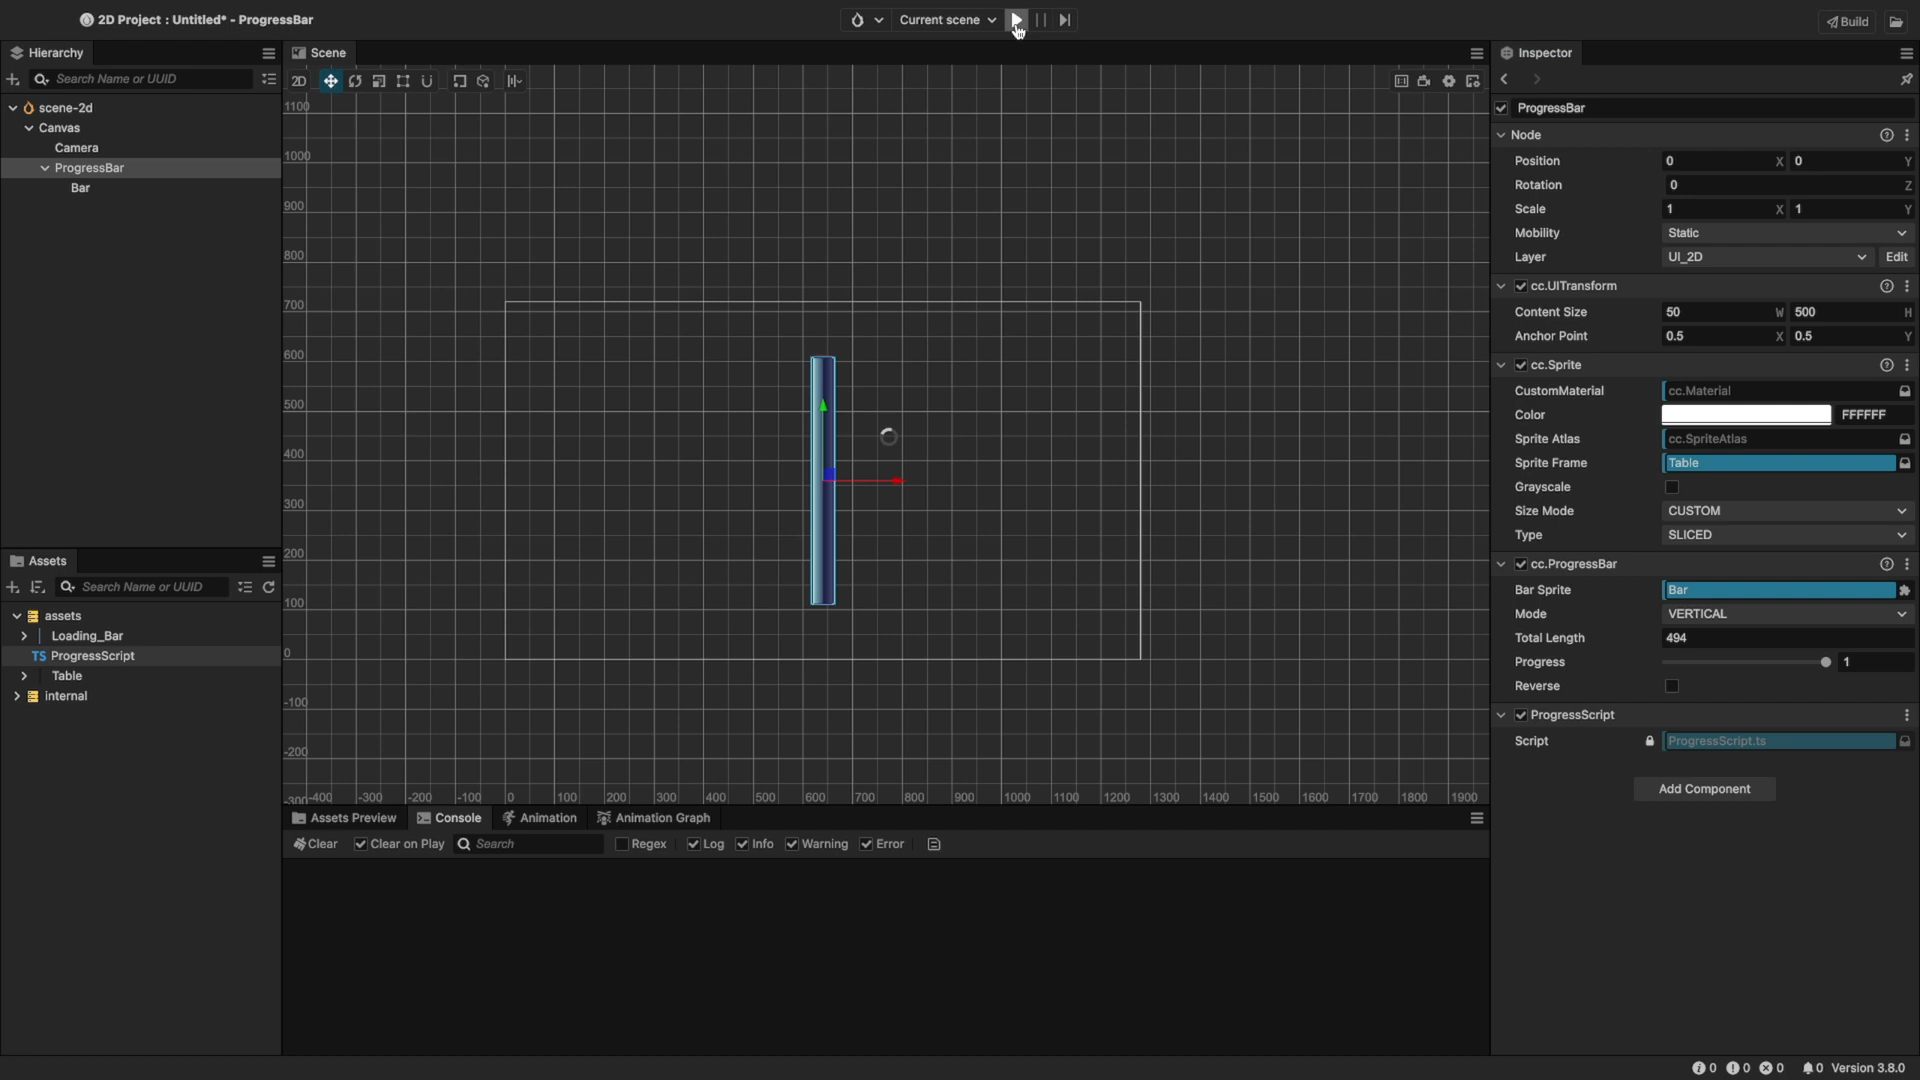 2D Project : Untitled* - ProgressBar
Current scene
Build
Hierarchy
Search Name or UUID
scene-2d
Canvas
Camera
ProgressBar
Bar
Assets
Search Name or UUID
assets
Loading_Bar
TS ProgressScript
Table
internal
Scene
2D
1100
1000
900
800
700
600
500
400
300
200
100
0
-100
-200
-300
-400 -300 -200 -100 0 100 200 300 400 500 600 700 800 900 1000 1100 1200 1300 1400 1500 1600 1700 1800 1900
Assets Preview Console Animation Animation Graph
Clear Clear on Play Search Regex Log Info Warning Error
Inspector
ProgressBar
Node
Position 0 X 0 Y
Rotation 0 Z
Scale 1 X 1 Y
Mobility Static
Layer UI_2D Edit
cc.UITransform
Content Size 50 W 500 H
Anchor Point 0.5 X 0.5 Y
cc.Sprite
CustomMaterial cc.Material
Color FFFFFF
Sprite Atlas cc.SpriteAtlas
Sprite Frame Table
Grayscale
Size Mode CUSTOM
Type SLICED
cc.ProgressBar
Bar Sprite Bar
Mode VERTICAL
Total Length 494
Progress 1
Reverse
ProgressScript
Script ProgressScript.ts
Add Component
0 0 0 0 Version 3.8.0